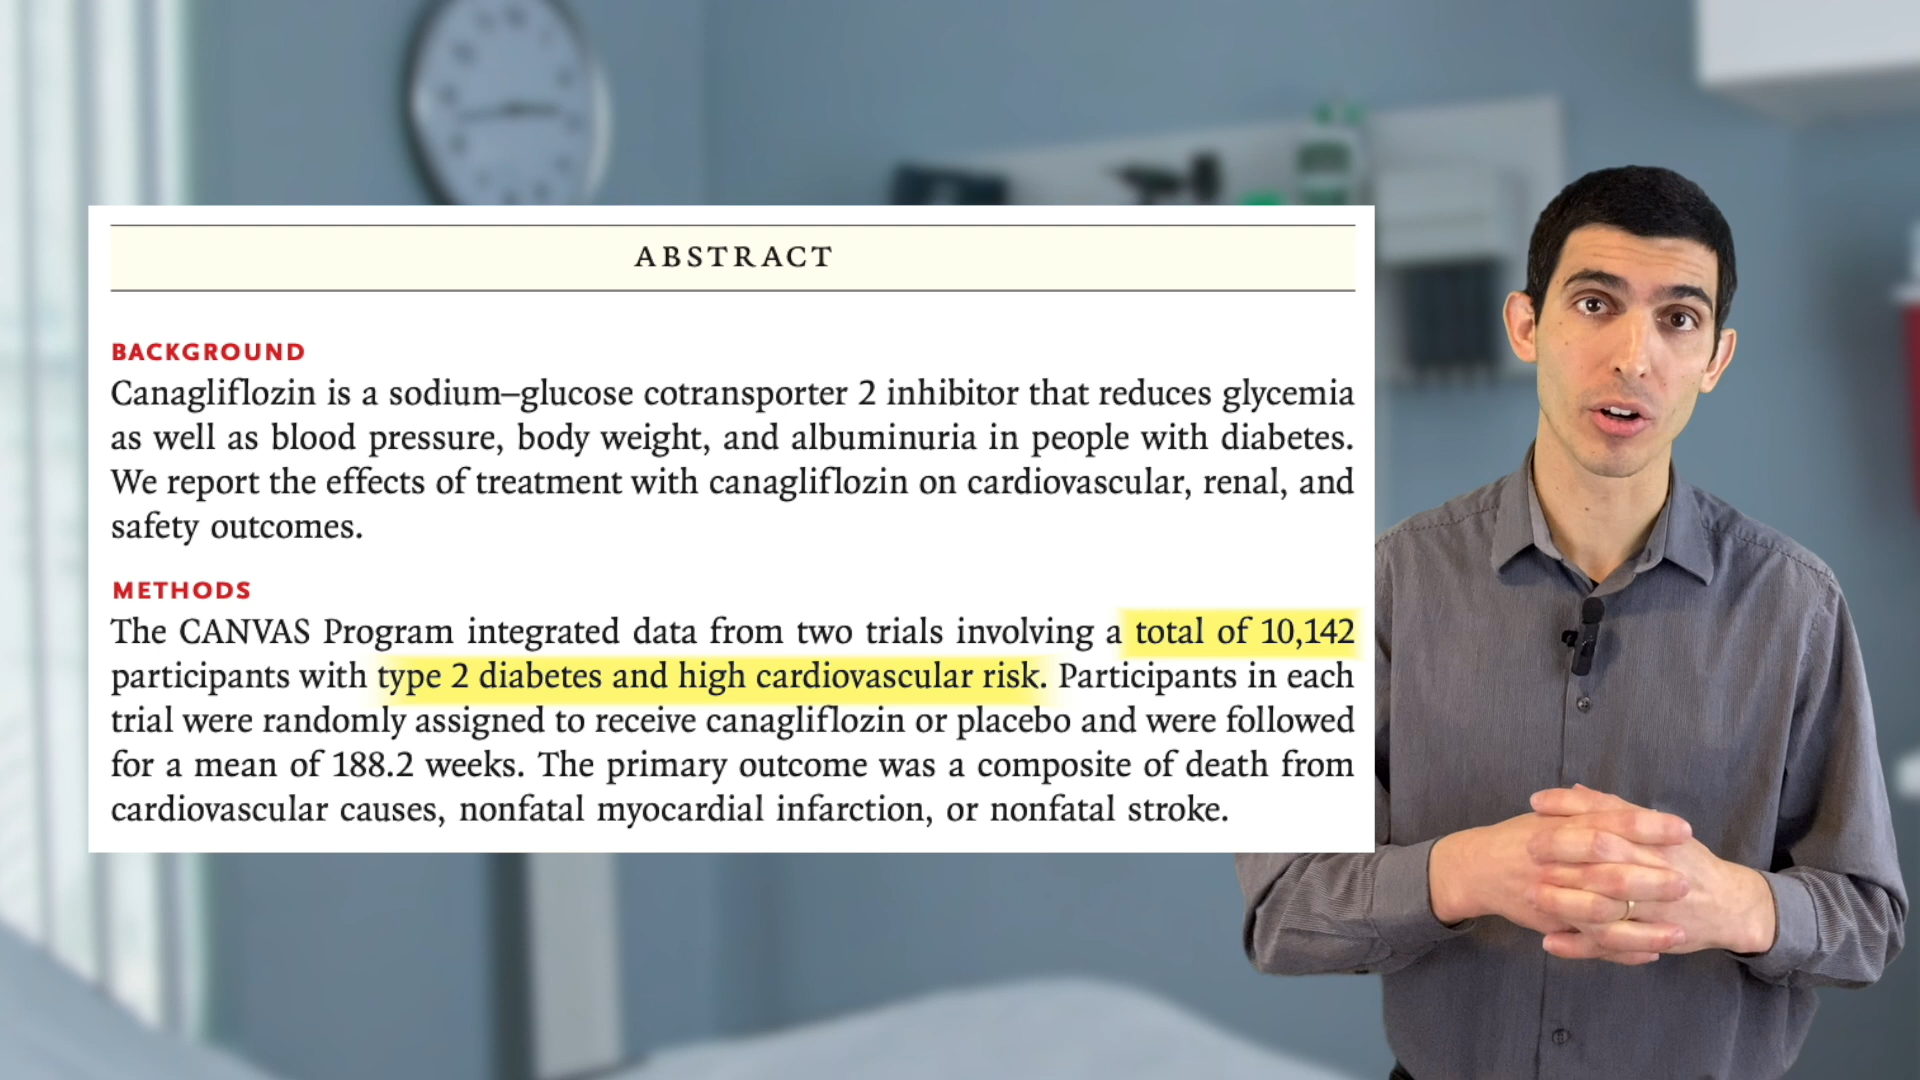 ABSTRACT
BACKGROUND
Canagliflozin is a sodium–glucose cotransporter 2 inhibitor that reduces glycemia
as well as blood pressure, body weight, and albuminuria in people with diabetes.
We report the effects of treatment with canagliflozin on cardiovascular, renal, and
safety outcomes.
METHODS
The CANVAS Program integrated data from two trials involving a total of 10,142
participants with type 2 diabetes and high cardiovascular risk. Participants in each
trial were randomly assigned to receive canagliflozin or placebo and were followed
for a mean of 188.2 weeks. The primary outcome was a composite of death from
cardiovascular causes, nonfatal myocardial infarction, or nonfatal stroke.